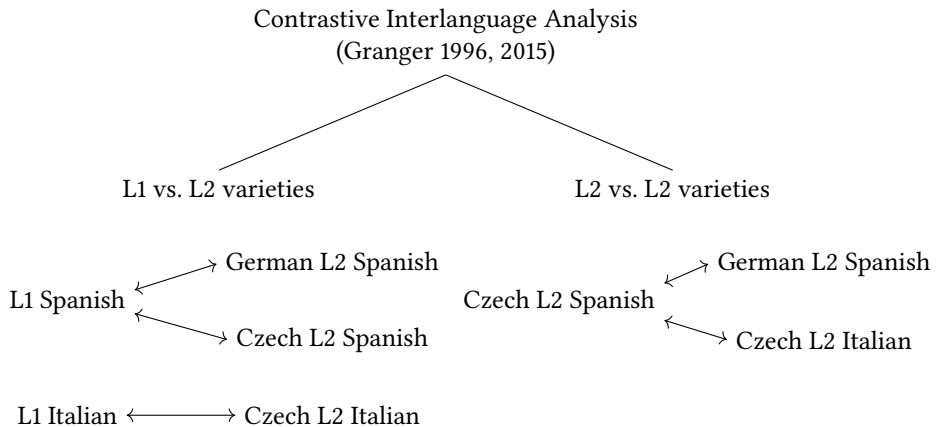 Contrastive Interlanguage Analysis
(Granger 1996, 2015)
L1 vs. L2 varieties
L2 vs. L2 varieties
German L2 Spanish
L1 Spanish
Czech L2 Spanish
L1 Italian
Czech L2 Italian
German L2 Spanish
Czech L2 Spanish
Czech L2 Italian